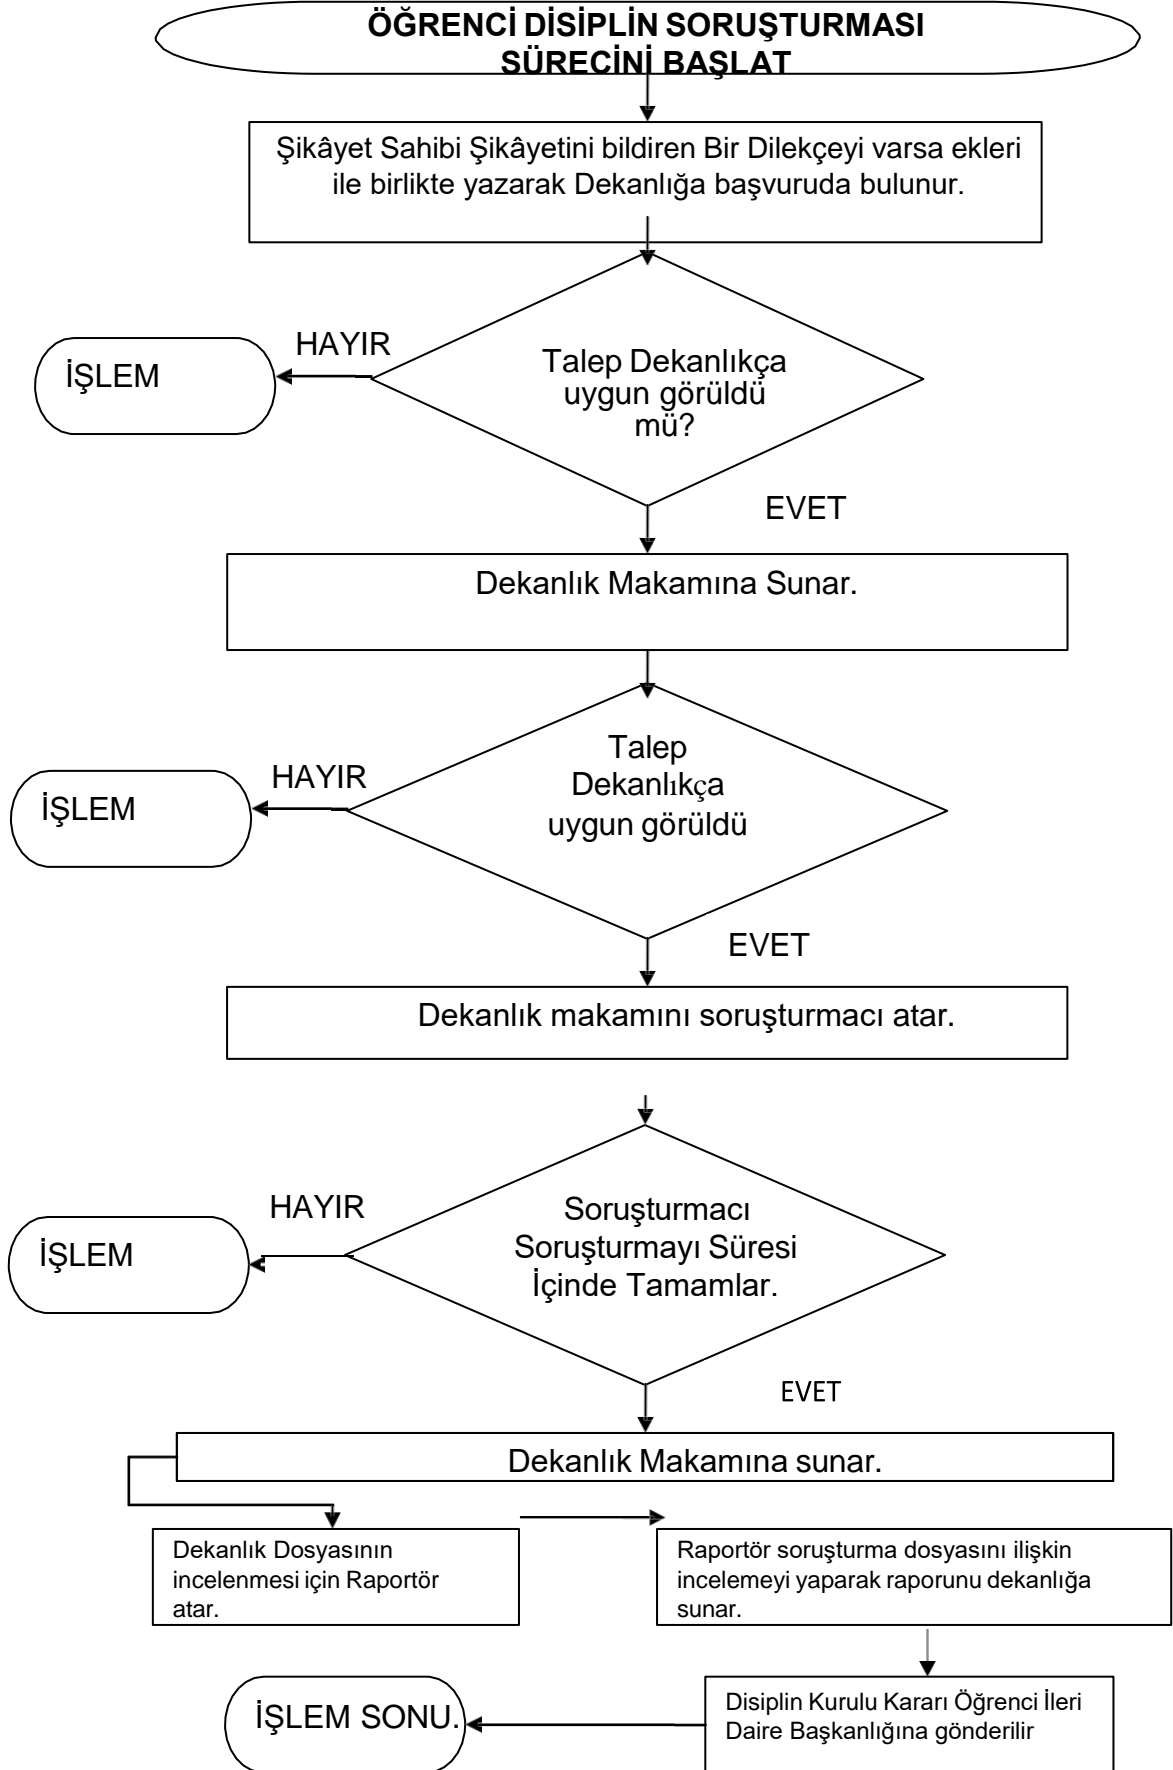 ÖĞRENCİ DİSİPLİN SORUŞTURMASI
SÜRECİNİ BAŞLAT
Şikâyet Sahibi Şikâyetini bildiren Bir Dilekçeyi varsa ekleri
ile birlikte yazarak Dekanlığa başvuruda bulunur.
HAYIR
İŞLEM
Talep Dekanlıkça
uygun görüldü
mü?
EVET
Dekanlık Makamına Sunar.
HAYIR
İŞLEM
Talep
Dekanlıkça
uygun görüldü
EVET
Dekanlık makamını soruşturmacı atar.
HAYIR
İŞLEM
Soruşturmacı
Soruşturmayı Süresi
İçinde Tamamlar.
EVET
Dekanlık Makamına sunar.
Dekanlık Dosyasının
incelenmesi için Raportör
atar.
Raportör soruşturma dosyasını ilişkin
incelemeyi yaparak raporunu dekanlığa
sunar.
Disiplin Kurulu Kararı Öğrenci İleri
Daire Başkanlığına gönderilir
İŞLEM SONU.